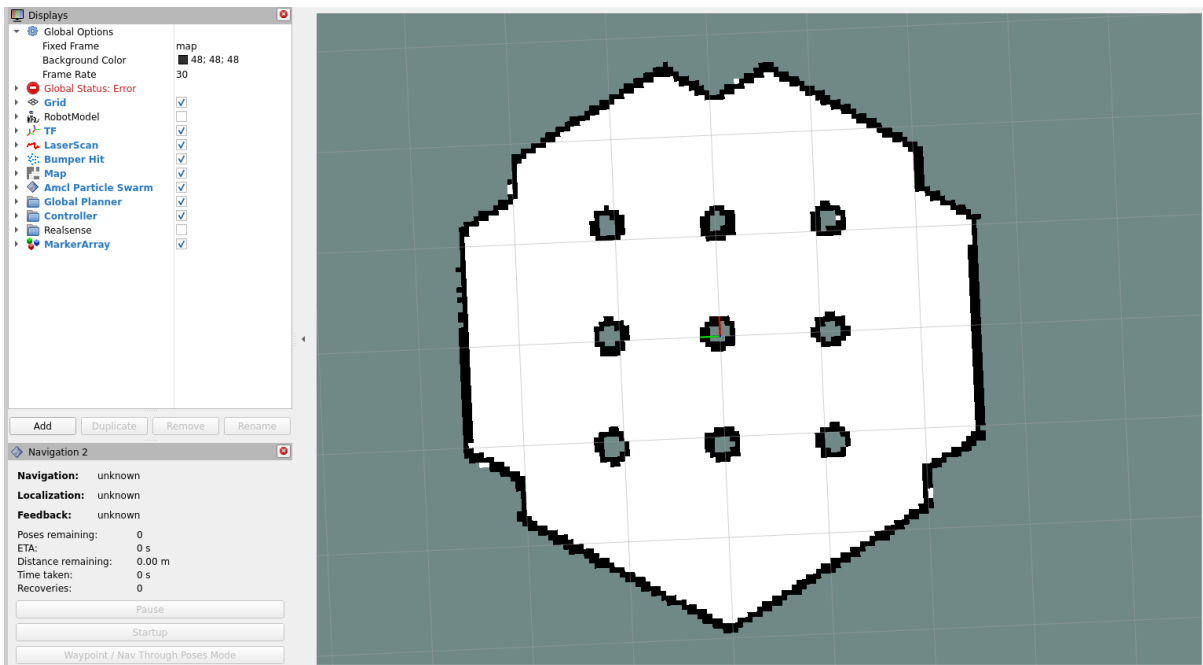 Displays
Global Options
Fixed Frame map
Background Color 48; 48; 48
Frame Rate 30
Global Status: Error
Grid
RobotModel
TF
LaserScan
Bumper Hit
Map
Amcl Particle Swarm
Global Planner
Controller
Realsense
MarkerArray
Add Duplicate Remove Rename
Navigation 2
Navigation: unknown
Localization: unknown
Feedback: unknown
Poses remaining: 0
ETA: 0 s
Distance remaining: 0.00 m
Time taken: 0 s
Recoveries: 0
Pause
Startup
Waypoint / Nav Through Poses Mode